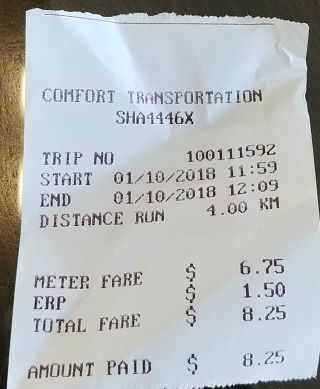 COMFORT TRANSPORTATION
SHA4446X
TRIP NO 100111592
START 01/10/2018 11:59
END 01/10/2018 12:09
DISTANCE RUN 4.00 KM
METER FARE $ 6.75
ERP $ 1.50
TOTAL FARE $ 8.25
AMOUNT PAID $ 8.25